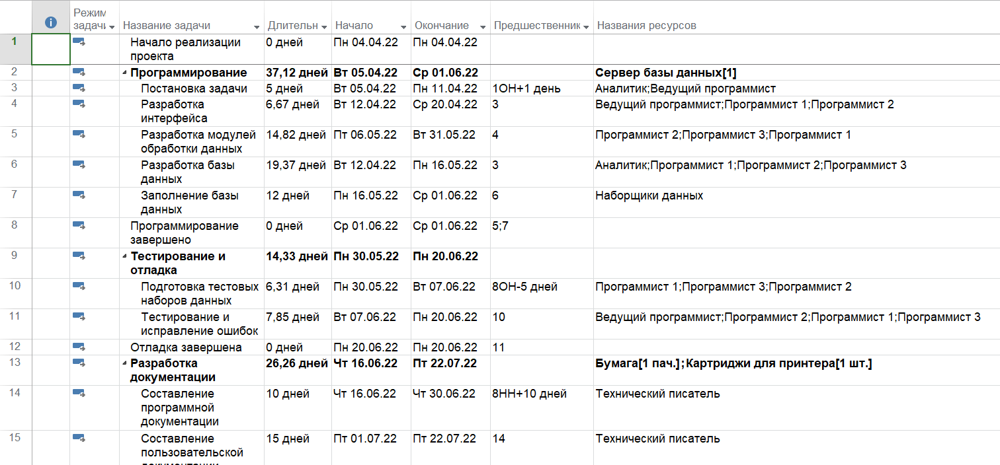 Режим задачи Название задачи Длительн Начало Окончание Предшественник Названия ресурсов
1 Начало реализации проекта 0 дней Пн 04.04.22 Пн 04.04.22
2 Программирование 37,12 дней Вт 05.04.22 Ср 01.06.22 Сервер базы данных[1]
3 Постановка задачи 5 дней Вт 05.04.22 Пн 11.04.22 1ОН+1 день Аналитик;Ведущий программист
4 Разработка интерфейса 6,67 дней Вт 12.04.22 Ср 20.04.22 3 Ведущий программист;Программист 1;Программист 2
5 Разработка модулей обработки данных 14,82 дней Пт 06.05.22 Вт 31.05.22 4 Программист 2;Программист 3;Программист 1
6 Разработка базы данных 19,37 дней Вт 12.04.22 Пн 16.05.22 3 Аналитик;Программист 1;Программист 2;Программист 3
7 Заполнение базы данных 12 дней Пн 16.05.22 Ср 01.06.22 6 Наборщики данных
8 Программирование завершено 0 дней Ср 01.06.22 Ср 01.06.22 5;7
9 Тестирование и отладка 14,33 дней Пн 30.05.22 Пн 20.06.22
10 Подготовка тестовых наборов данных 6,31 дней Пн 30.05.22 Вт 07.06.22 8ОН-5 дней Программист 1;Программист 3;Программист 2
11 Тестирование и исправление ошибок 7,85 дней Вт 07.06.22 Пн 20.06.22 10 Ведущий программист;Программист 2;Программист 1;Программист 3
12 Отладка завершена 0 дней Пн 20.06.22 Пн 20.06.22 11
13 Разработка документации 26,26 дней Чт 16.06.22 Пт 22.07.22 Бумага[1 пач.];Картриджи для принтера[1 шт.]
14 Составление программной документации 10 дней Чт 16.06.22 Чт 30.06.22 8НН+10 дней Технический писатель
15 Составление пользовательской 15 дней Пт 01.07.22 Пт 22.07.22 14 Технический писатель